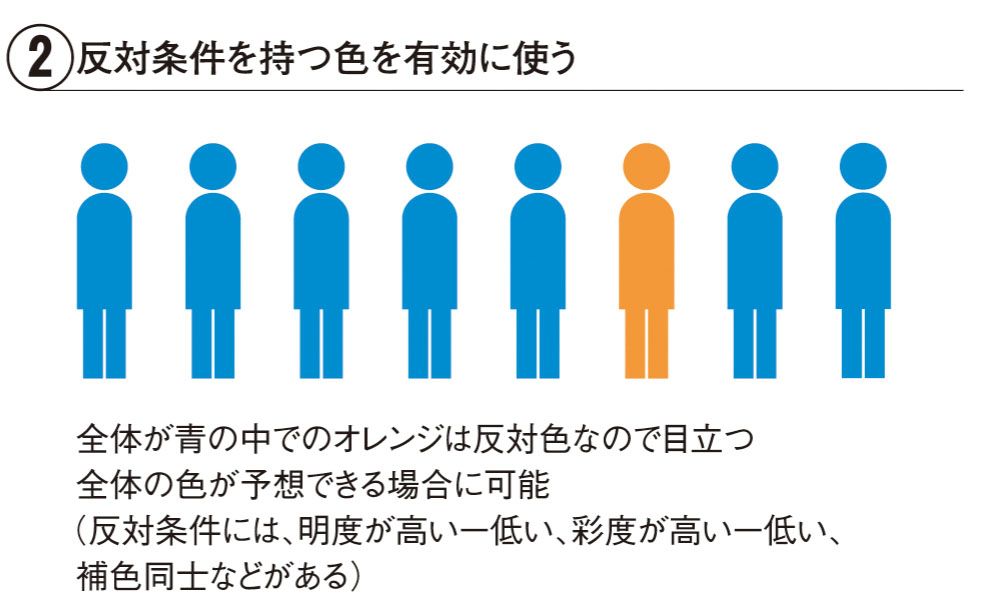 ② 反対条件を持つ色を有効に使う
全体が青の中でのオレンジは反対色なので目立つ
全体の色が予想できる場合に可能
（反対条件には、明度が高いー低い、彩度が高いー低い、
補色同士などがある）